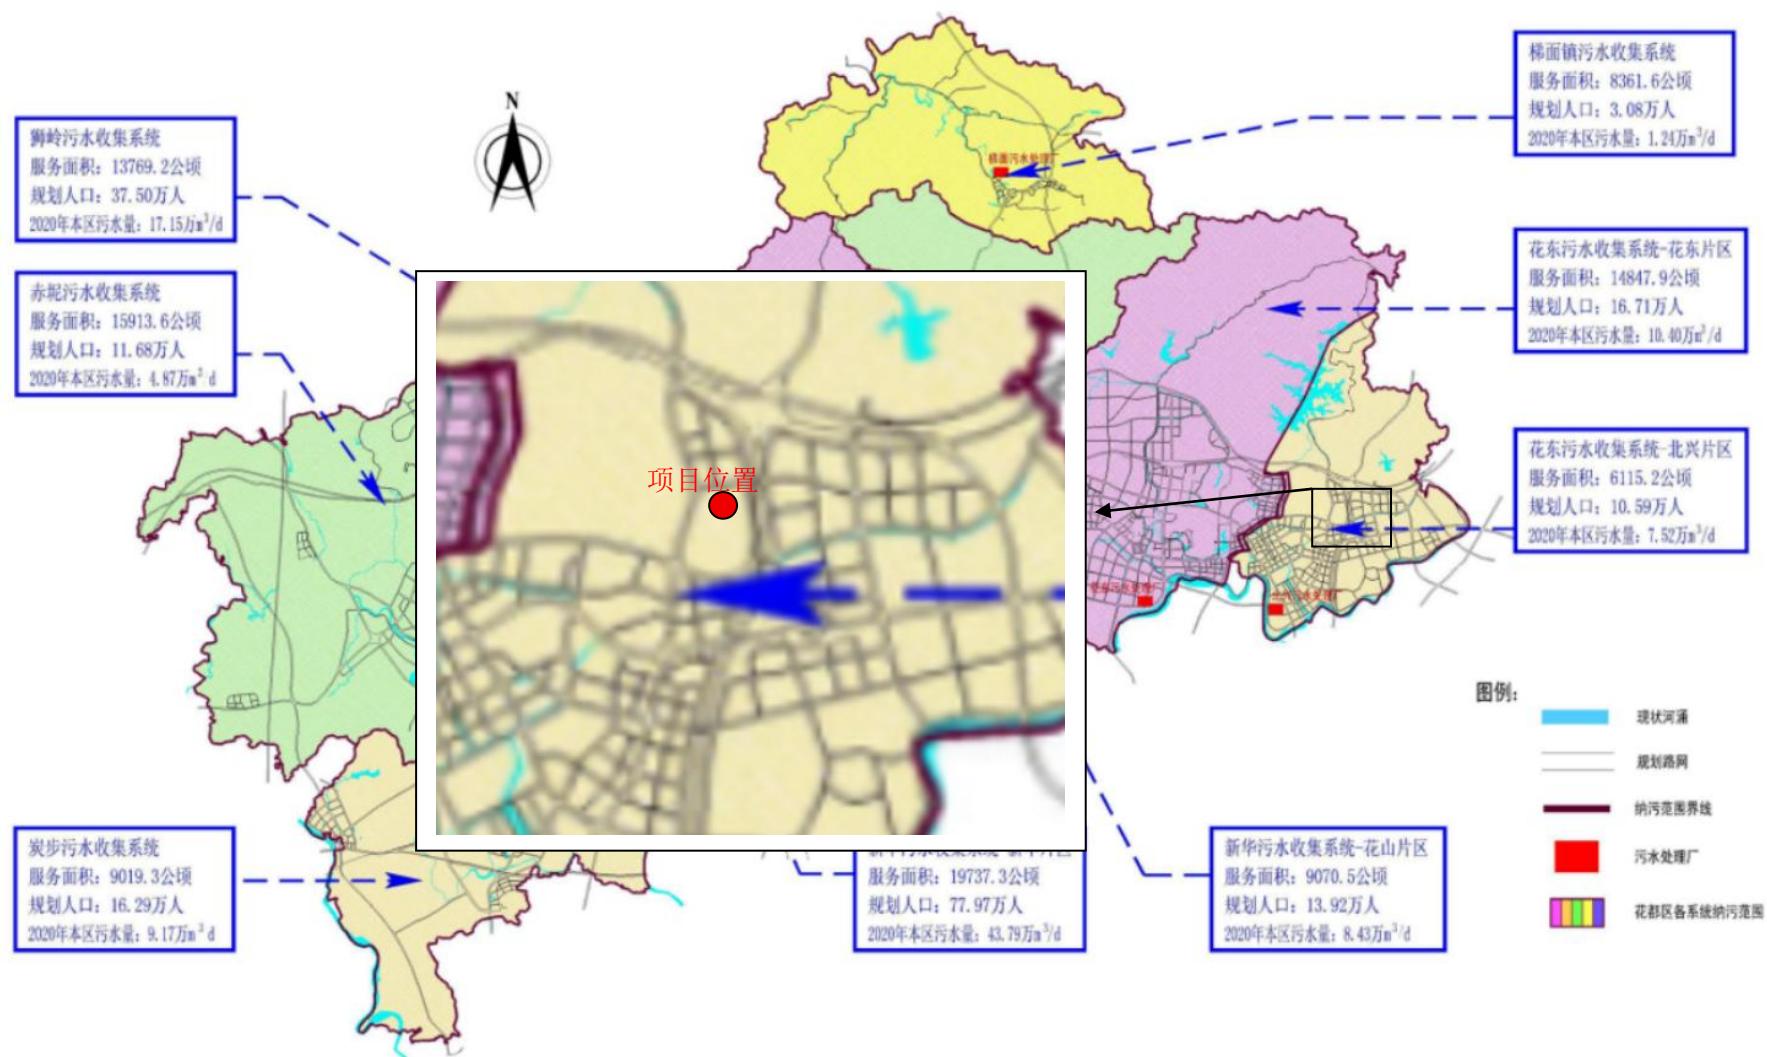 N
狮岭污水收集系统
服务面积：13769.2公顷
规划人口：37.50万人
2020年本区污水量：17.15万m³/d
赤坭污水收集系统
服务面积：15913.6公顷
规划人口：11.68万人
2020年本区污水量：4.87万m³/d
梯面镇污水收集系统
服务面积：8361.6公顷
规划人口：3.08万人
2020年本区污水量：1.24万m³/d
梯面污水处理厂
花东污水收集系统-花东片区
服务面积：14847.9公顷
规划人口：16.71万人
2020年本区污水量：10.40万m³/d
花东污水收集系统-北兴片区
服务面积：6115.2公顷
规划人口：10.59万人
2020年本区污水量：7.52万m³/d
项目位置
图例：
现状河涌
规划路网
纳污范围界线
污水处理厂
花都区各系统纳污范围
炭步污水收集系统
服务面积：9019.3公顷
规划人口：16.29万人
2020年本区污水量：9.17万m³/d
服务面积：19737.3公顷
规划人口：77.97万人
2020年本区污水量：43.79万m³/d
新华污水收集系统-花山片区
服务面积：9070.5公顷
规划人口：13.92万人
2020年本区污水量：8.43万m³/d